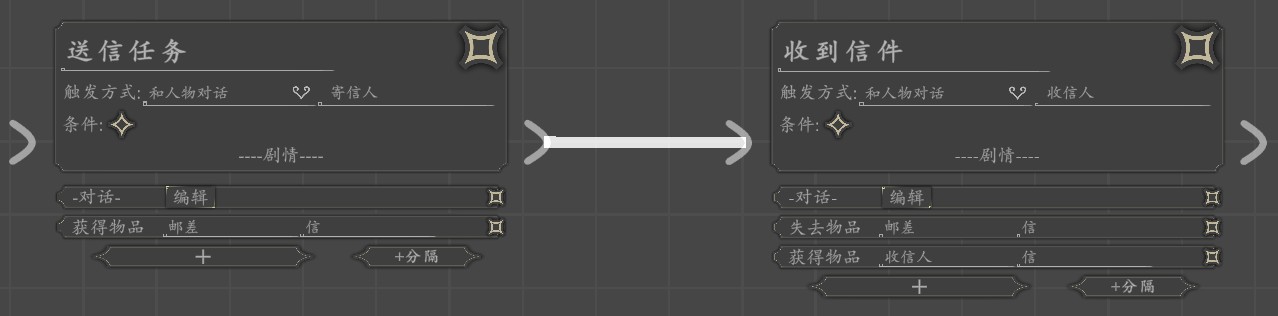 送信任务
触发方式: 和人物对话 寄信人
条件:
----剧情----
-对话- 编辑
获得物品 邮差 信
+ +分隔
收到信件
触发方式: 和人物对话 收信人
条件:
----剧情----
-对话- 编辑
失去物品 邮差 信
获得物品 收信人 信
+ +分隔